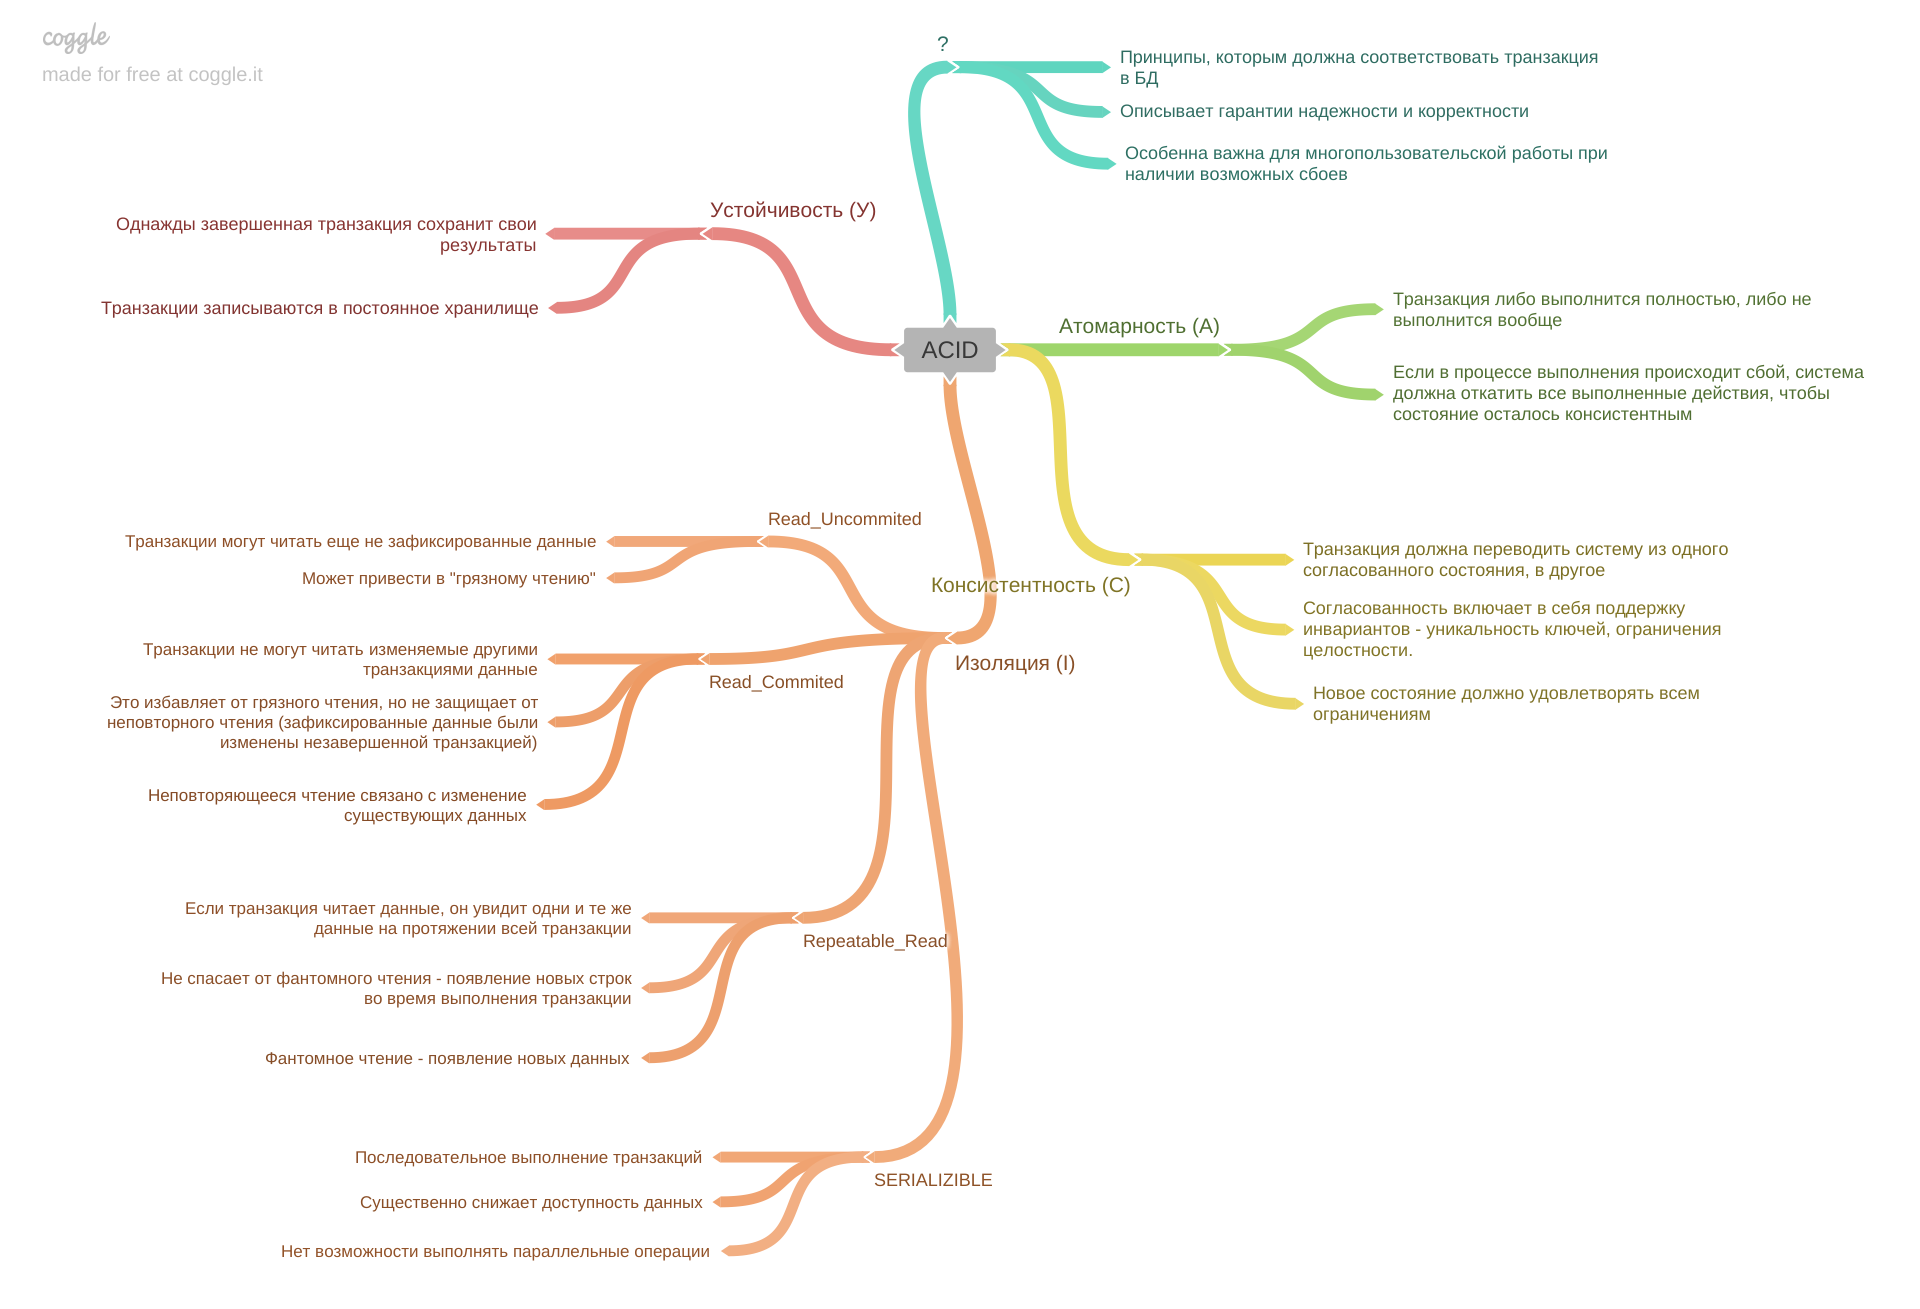 coggle
made for free at coggle.it
?
Принципы, которым должна соответствовать транзакция
в БД
Описывает гарантии надежности и корректности
Особенна важна для многопользовательской работы при
наличии возможных сбоев
Устойчивость (У)
Однажды завершенная транзакция сохранит свои
результаты
Транзакции записываются в постоянное хранилище
ACID
Атомарность (А)
Транзакция либо выполнится полностью, либо не
выполнится вообще
Если в процессе выполнения происходит сбой, система
должна откатить все выполненные действия, чтобы
состояние осталось консистентным
Консистентность (С)
Транзакция должна переводить систему из одного
согласованного состояния, в другое
Согласованность включает в себя поддержку
инвариантов - уникальность ключей, ограничения
целостности.
Новое состояние должно удовлетворять всем
ограничениям
Изоляция (I)
Read_Uncommited
Транзакции могут читать еще не зафиксированные данные
Может привести в "грязному чтению"
Read_Commited
Транзакции не могут читать изменяемые другими
транзакциями данные
Это избавляет от грязного чтения, но не защищает от
неповторного чтения (зафиксированные данные были
изменены незавершенной транзакцией)
Неповторяющееся чтение связано с изменение
существующих данных
Repeatable_Read
Если транзакция читает данные, он увидит одни и те же
данные на протяжении всей транзакции
Не спасает от фантомного чтения - появление новых строк
во время выполнения транзакции
Фантомное чтение - появление новых данных
SERIALIZIBLE
Последовательное выполнение транзакций
Существенно снижает доступность данных
Нет возможности выполнять параллельные операции